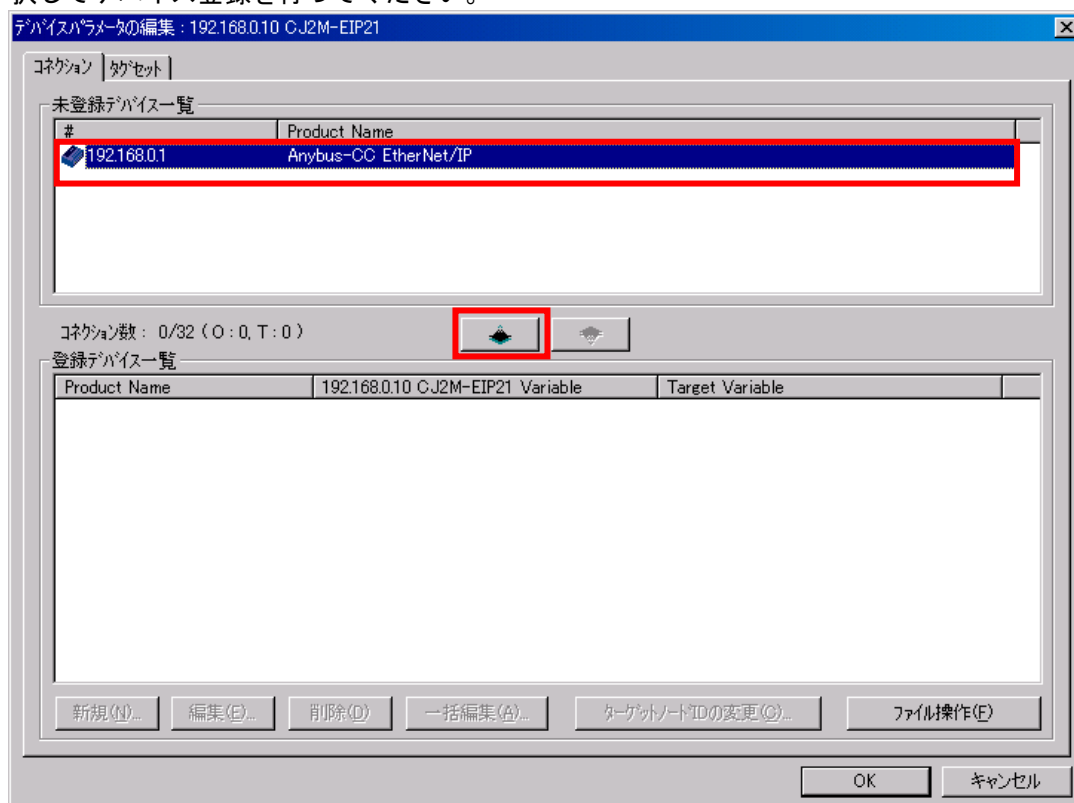 択してデバイス登録を行ってください。
ﾃﾞﾊﾞｲｽﾊﾟﾗﾒｰﾀの編集 : 192.168.0.10 CJ2M-EIP21
ｺﾈｸｼｮﾝ ﾀｸﾞｾｯﾄ
未登録ﾃﾞﾊﾞｲｽ一覧
# Product Name
192.168.0.1 Anybus-CC EtherNet/IP
ｺﾈｸｼｮﾝ数 : 0/32 ( O : 0, T : 0 )
登録ﾃﾞﾊﾞｲｽ一覧
Product Name 192.168.0.10 CJ2M-EIP21 Variable Target Variable
新規(N)... 編集(E)... 削除(D) 一括編集(A)... ﾀｰｹﾞｯﾄﾉｰﾄﾞIDの変更(C)... ﾌｧｲﾙ操作(F)
OK ｷｬﾝｾﾙ